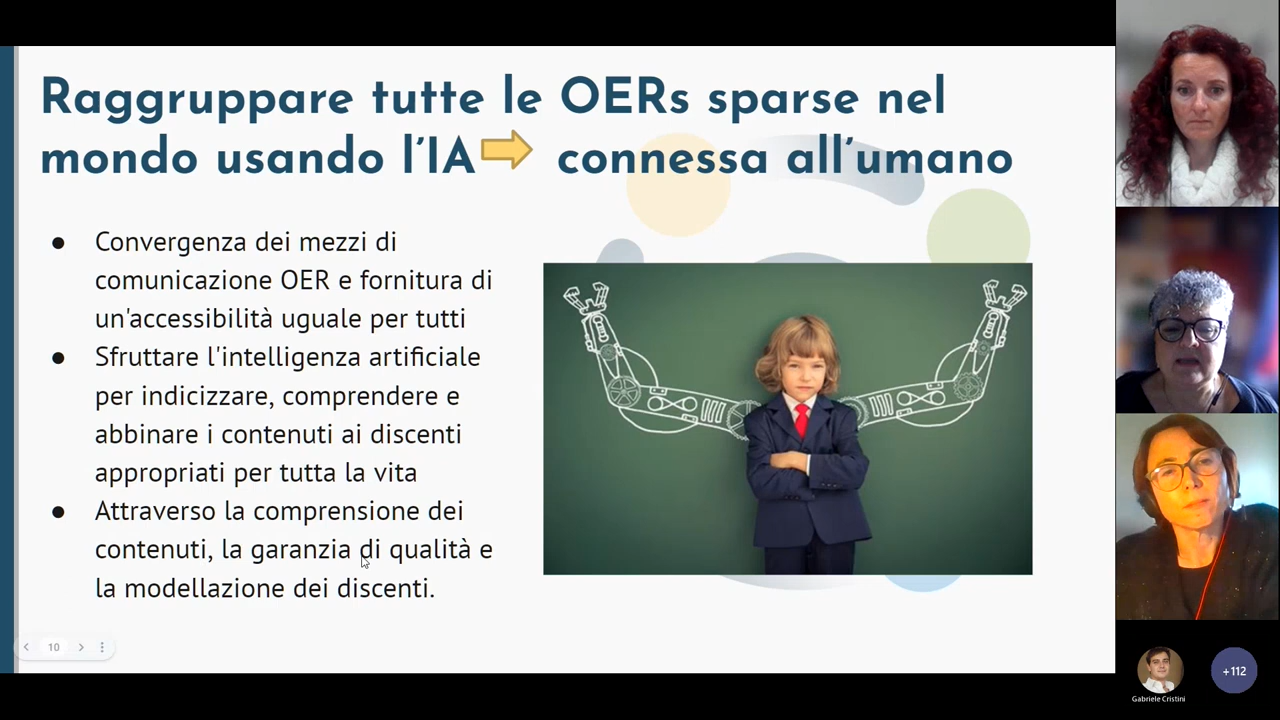 Raggruppare tutte le OERs sparse nel
mondo usando l'IA connessa all'umano
● Convergenza dei mezzi di
comunicazione OER e fornitura di
un'accessibilità uguale per tutti
● Sfruttare l'intelligenza artificiale
per indicizzare, comprendere e
abbinare i contenuti ai discenti
appropriati per tutta la vita
● Attraverso la comprensione dei
contenuti, la garanzia di qualità e
la modellazione dei discenti.
10
Gabriele Cristini
+112